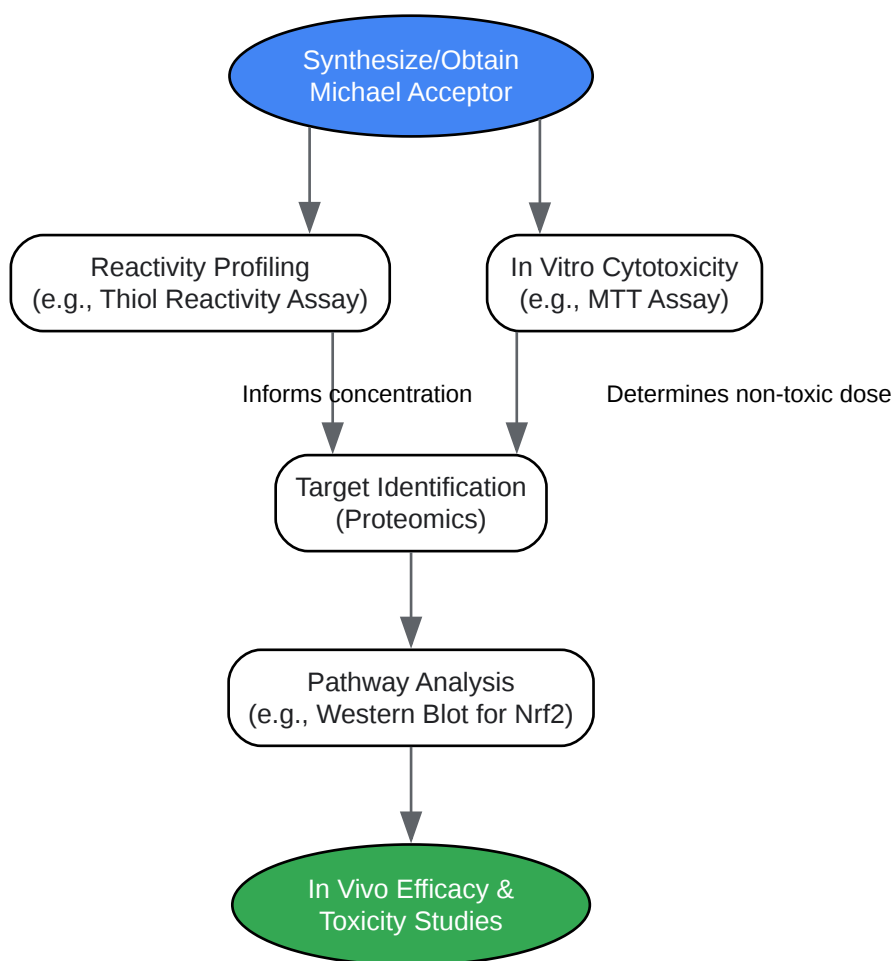 Synthesize/Obtain
Michael Acceptor
Reactivity Profiling
(e.g., Thiol Reactivity Assay)
In Vitro Cytotoxicity
(e.g., MTT Assay)
Informs concentration
Determines non-toxic dose
Target Identification
(Proteomics)
Pathway Analysis
(e.g., Western Blot for Nrf2)
In Vivo Efficacy &
Toxicity Studies